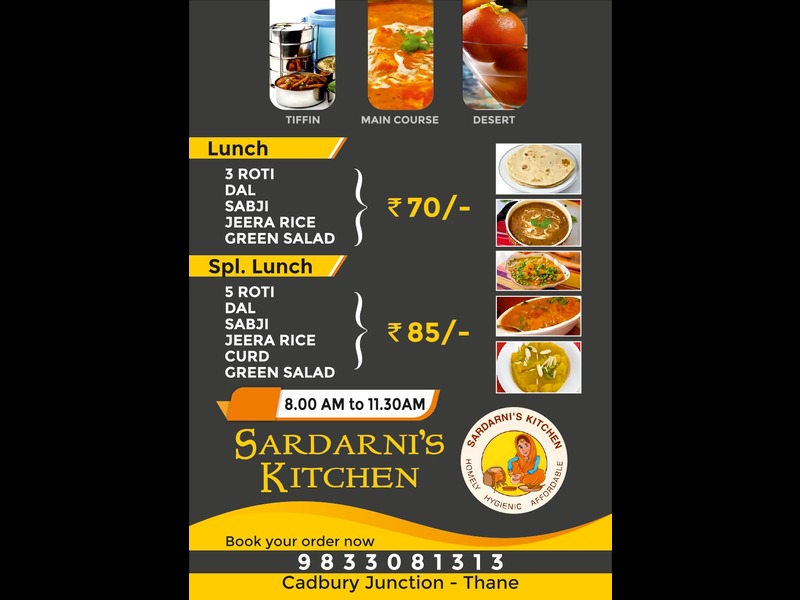 TIFFIN MAIN COURSE DESERT
Lunch
3 ROTI
DAL
SABJI
JEERA RICE
GREEN SALAD
₹70/-
Spl. Lunch
5 ROTI
DAL
SABJI
JEERA RICE
CURD
GREEN SALAD
₹85/-
8.00 AM to 11.30AM
SARDARNI'S
KITCHEN
SARDARNI'S KITCHEN
HOMELY HYGIENIC AFFORDABLE
Book your order now
9833081313
Cadbury Junction - Thane